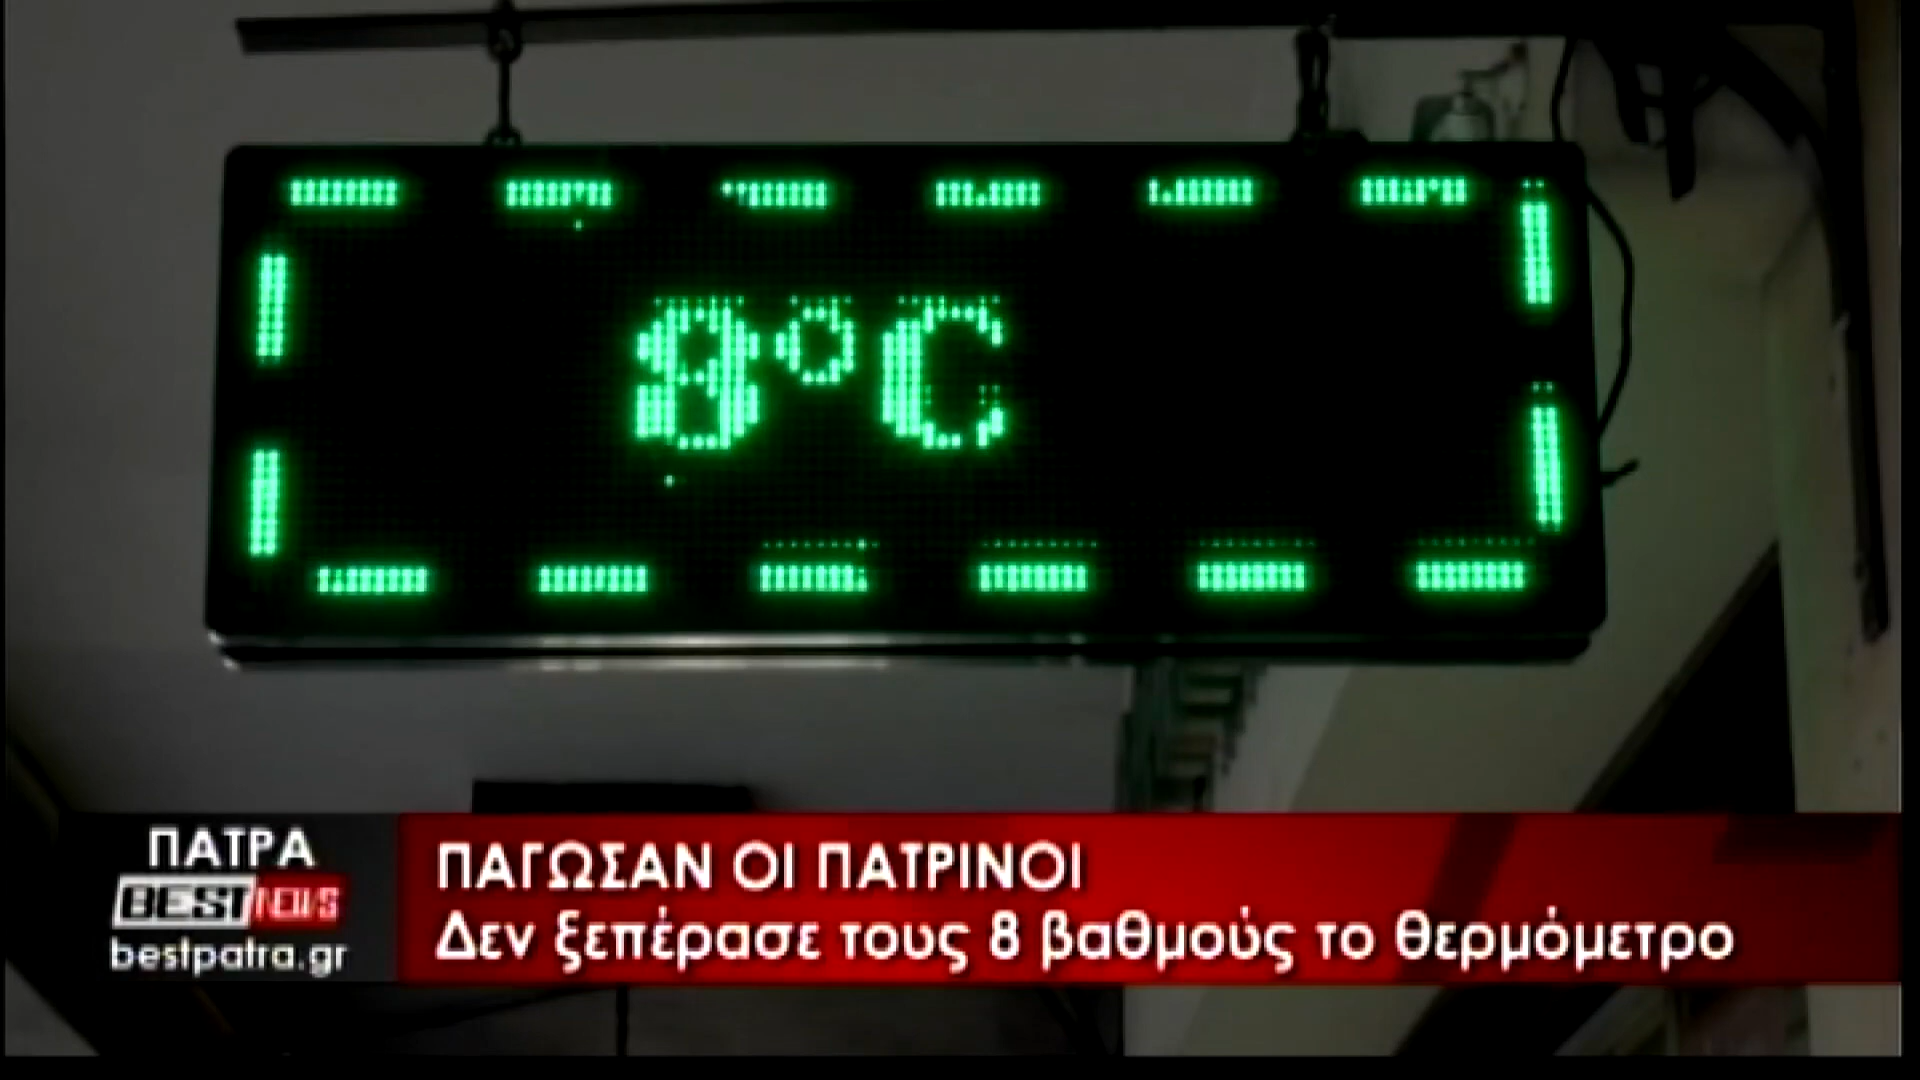 8°C
ΠΑΤΡΑ
BEST NEWS
bestpatra.gr
ΠΑΓΩΣΑΝ ΟΙ ΠΑΤΡΙΝΟΙ
Δεν ξεπέρασε τους 8 βαθμούς το θερμόμετρο